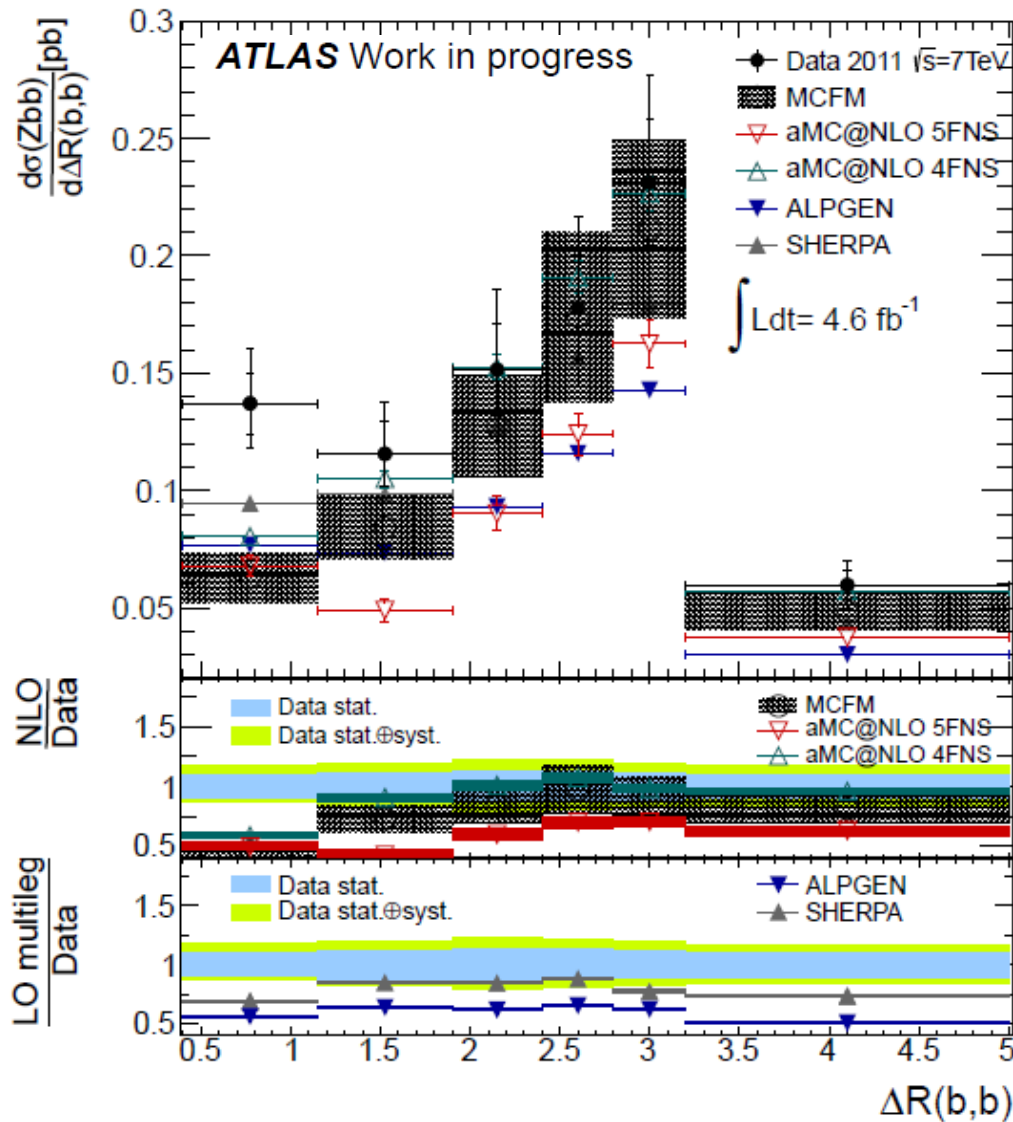 dσ(Zbb)
dΔR(b,b) [pb]
ATLAS Work in progress
Data 2011 √s=7TeV
MCFM
aMC@NLO 5FNS
aMC@NLO 4FNS
ALPGEN
SHERPA
∫Ldt= 4.6 fb⁻¹
0.3
0.25
0.2
0.15
0.1
0.05
NLO
Data
Data stat.
Data stat.⊕syst.
MCFM
aMC@NLO 5FNS
aMC@NLO 4FNS
1.5
1
0.5
LO multileg
Data
Data stat.
Data stat.⊕syst.
ALPGEN
SHERPA
1.5
1
0.5
0.5 1 1.5 2 2.5 3 3.5 4 4.5 5
ΔR(b,b)